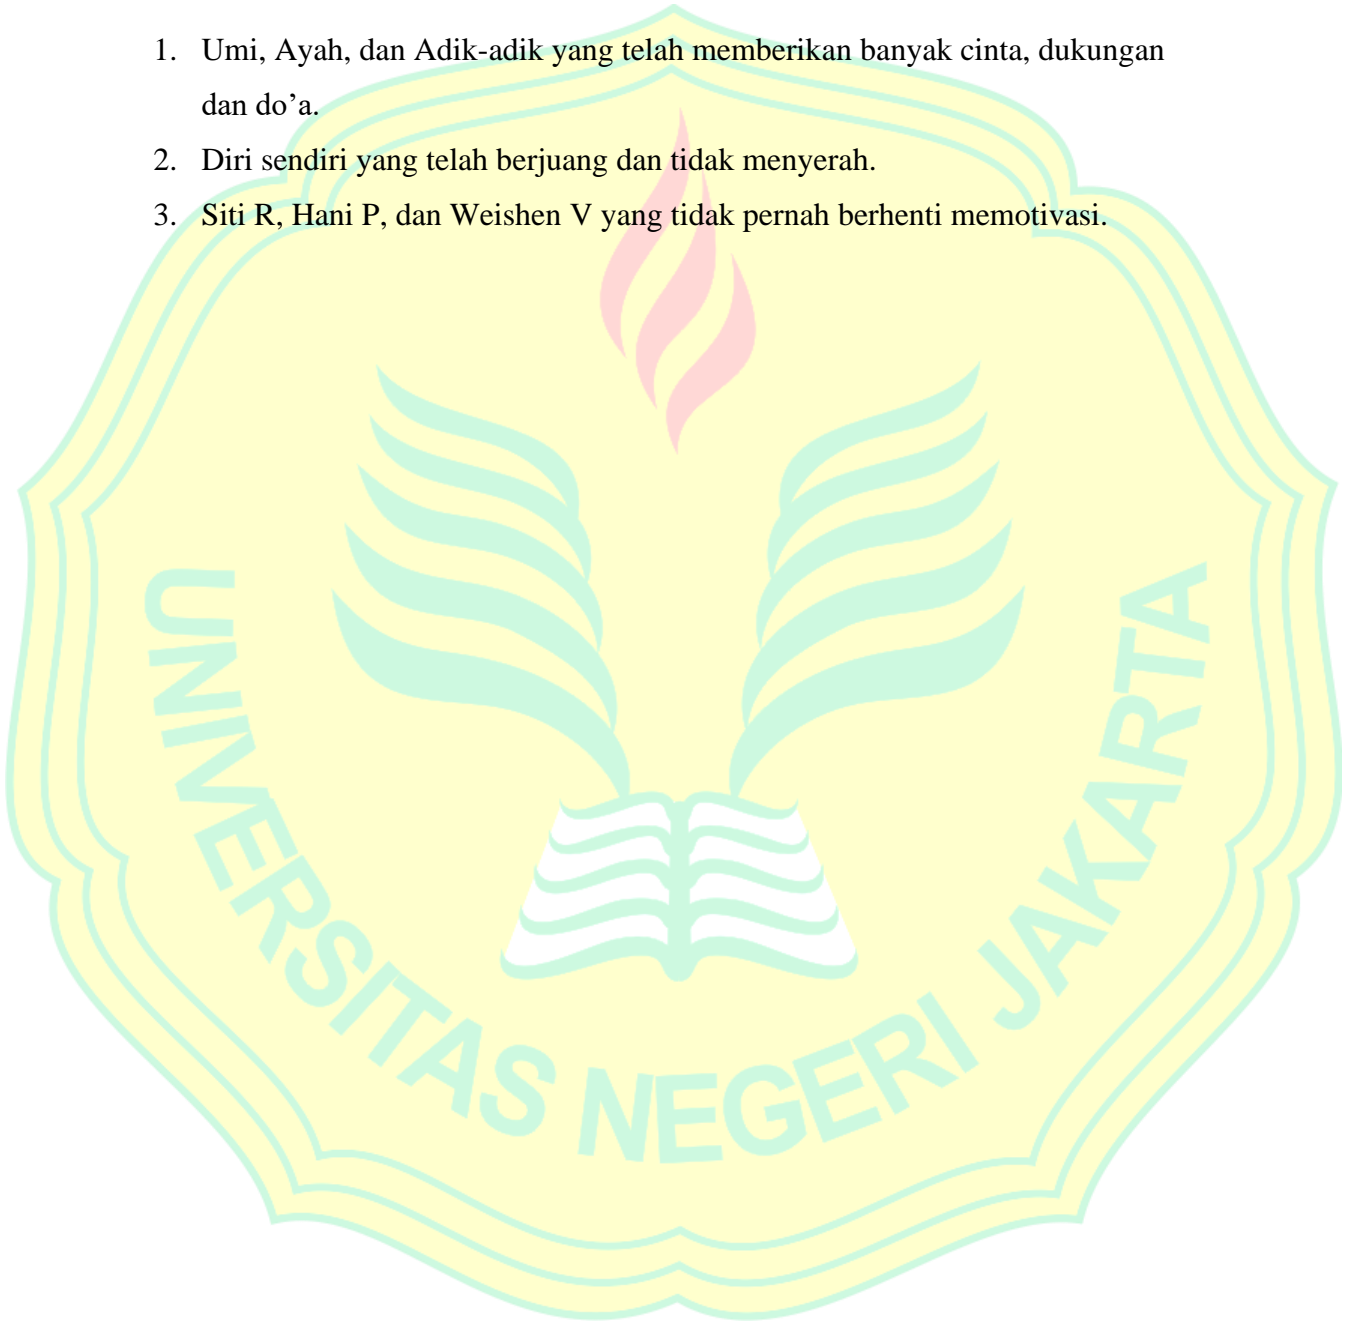 1. Umi, Ayah, dan Adik-adik yang telah memberikan banyak cinta, dukungan
dan do’a.
2. Diri sendiri yang telah berjuang dan tidak menyerah.
3. Siti R, Hani P, dan Weishen V yang tidak pernah berhenti memotivasi.
UNIVERSITAS NEGERI JAKARTA